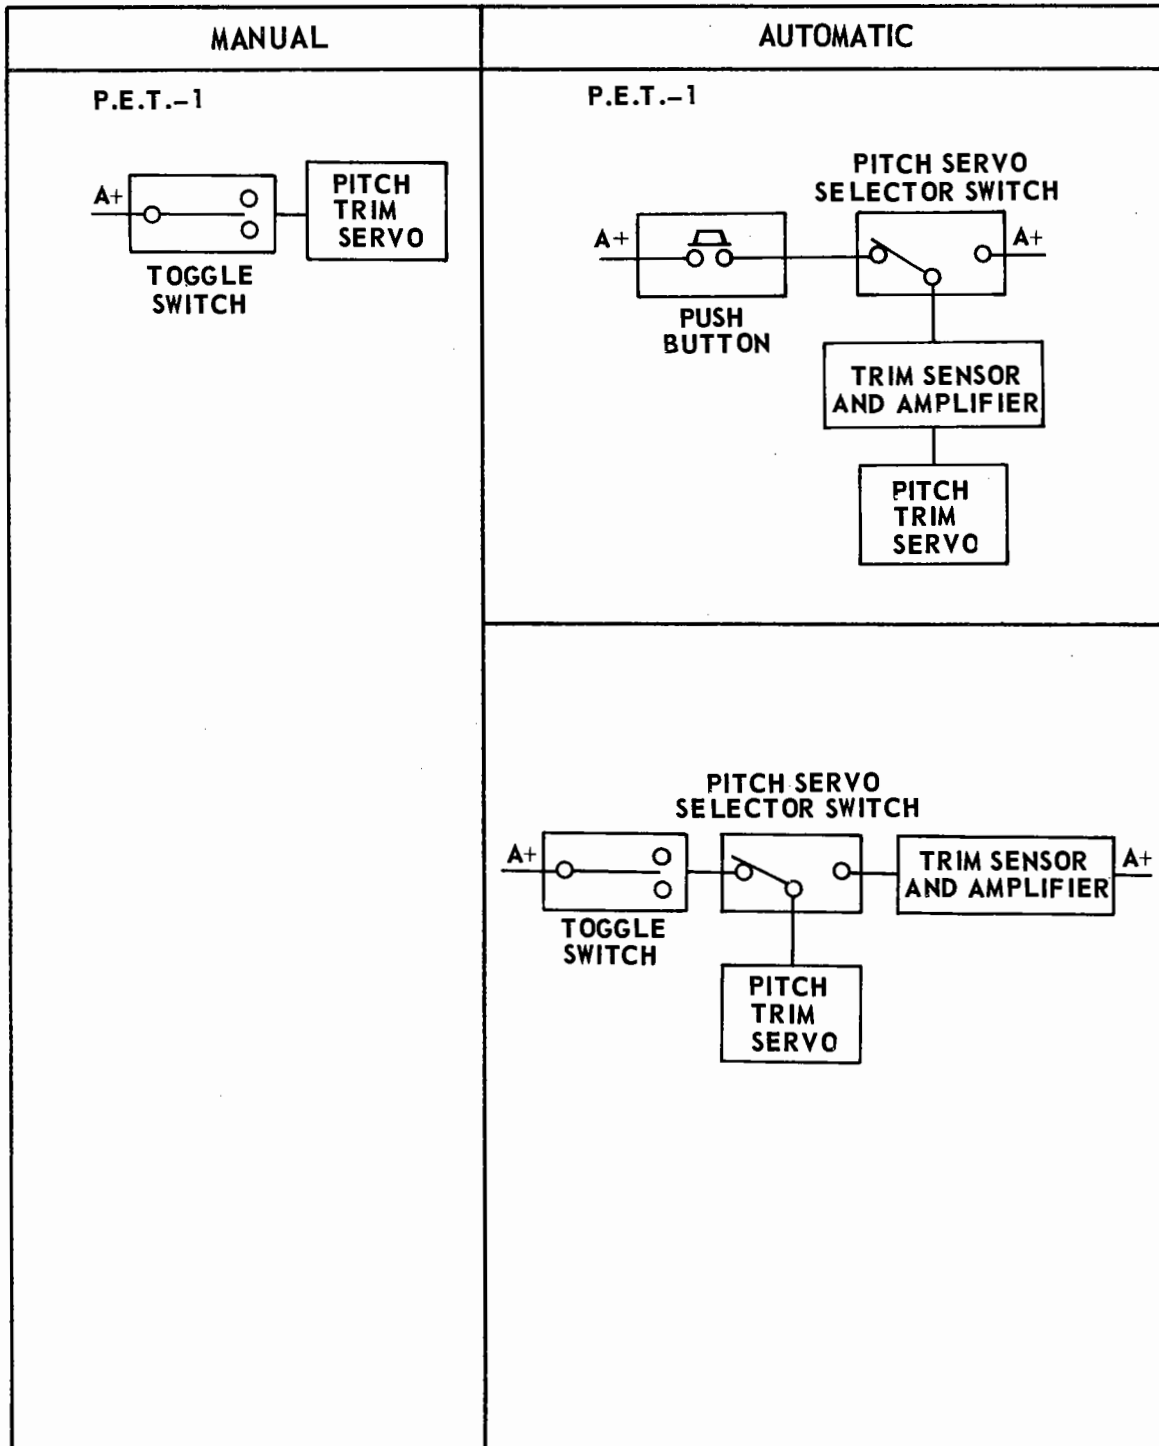 MANUAL
AUTOMATIC
P.E.T.-1
A+
TOGGLE
SWITCH
PITCH
TRIM
SERVO
P.E.T.-1
PITCH SERVO
SELECTOR SWITCH
A+
A+
PUSH
BUTTON
TRIM SENSOR
AND AMPLIFIER
PITCH
TRIM
SERVO
PITCH SERVO
SELECTOR SWITCH
A+
TRIM SENSOR
AND AMPLIFIER
A+
TOGGLE
SWITCH
PITCH
TRIM
SERVO